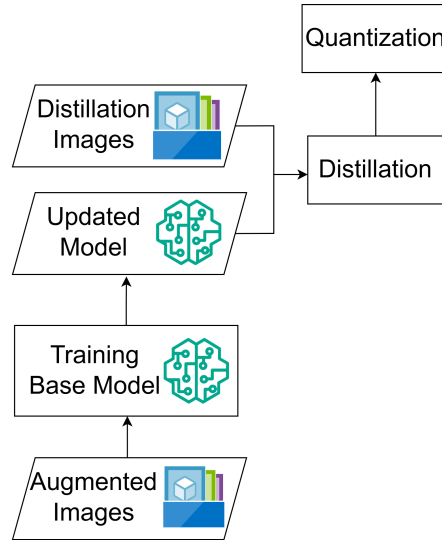 Quantization
Distillation
Images
Distillation
Updated
Model
Training
Base Model
Augmented
Images